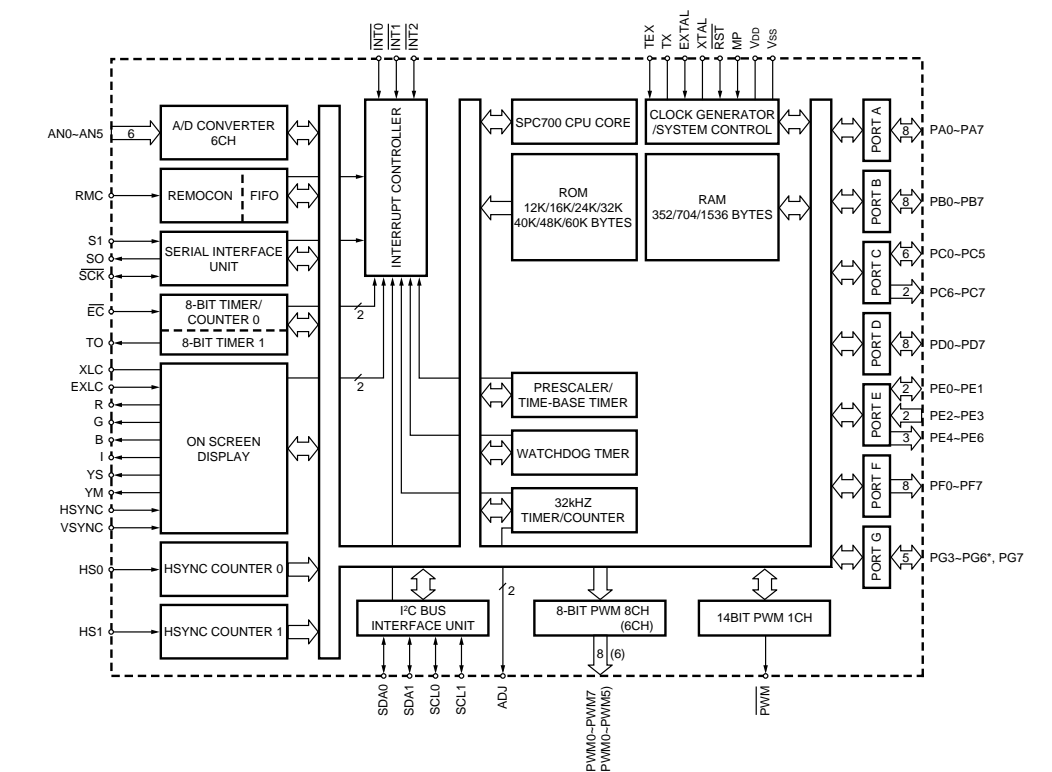 INT0
INT1
INT2
TEX
TX
EXTAL
XTAL
RST
MP
VDD
VSS
AN0~AN5
6
A/D CONVERTER
6CH
RMC
REMOCON
FIFO
S1
SO
SCK
SERIAL INTERFACE
UNIT
EC
TO
8-BIT TIMER/
COUNTER 0
8-BIT TIMER 1
2
XLC
EXLC
R
G
B
I
YS
YM
HSYNC
VSYNC
ON SCREEN
DISPLAY
2
HS0
HSYNC COUNTER 0
HS1
HSYNC COUNTER 1
INTERRUPT CONTROLLER
SPC700 CPU CORE
CLOCK GENERATOR
/SYSTEM CONTROL
ROM
12K/16K/24K/32K
40K/48K/60K BYTES
RAM
352/704/1536 BYTES
2
PRESCALER/
TIME-BASE TIMER
WATCHDOG TMER
32kHZ
TIMER/COUNTER
PORT A
8
PA0~PA7
PORT B
8
PB0~PB7
PORT C
6
PC0~PC5
2
PC6~PC7
PORT D
8
PD0~PD7
PORT E
2
PE0~PE1
2
PE2~PE3
3
PE4~PE6
PORT F
8
PF0~PF7
PORT G
5
PG3~PG6*, PG7
I²C BUS
INTERFACE UNIT
2
8-BIT PWM 8CH
(6CH)
14BIT PWM 1CH
8 (6)
SDA0
SDA1
SCL0
SCL1
ADJ
PWM0~PWM7
PWM0~PWM5)
PWM